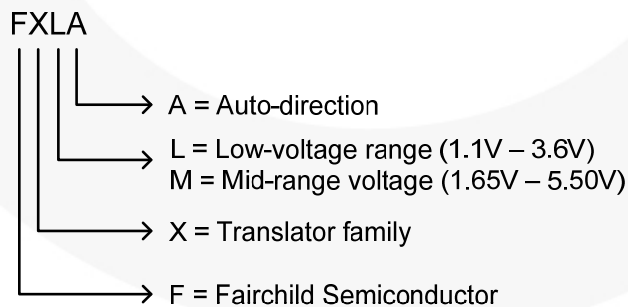 FXLA
A = Auto-direction
L = Low-voltage range (1.1V – 3.6V)
M = Mid-range voltage (1.65V – 5.50V)
X = Translator family
F = Fairchild Semiconductor